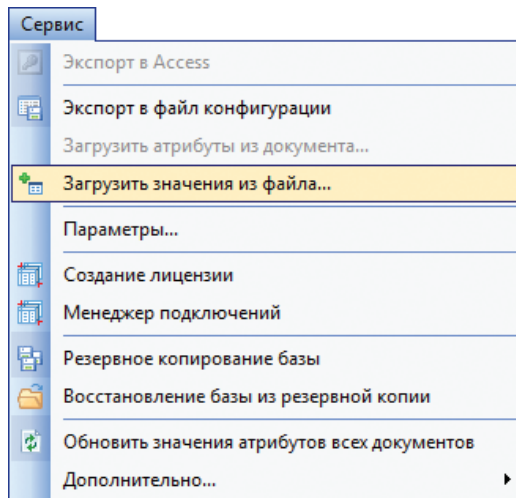 Сервис
Экспорт в Access
Экспорт в файл конфигурации
Загрузить атрибуты из документа...
Загрузить значения из файла...
Параметры...
Создание лицензии
Менеджер подключений
Резервное копирование базы
Восстановление базы из резервной копии
Обновить значения атрибутов всех документов
Дополнительно...